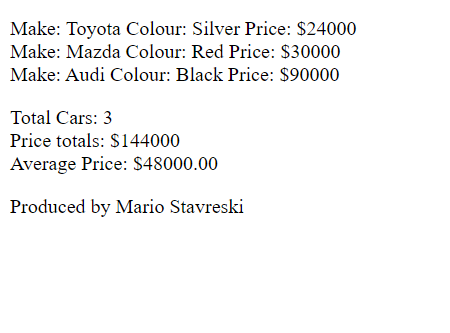 Make: Toyota Colour: Silver Price: $24000
Make: Mazda Colour: Red Price: $30000
Make: Audi Colour: Black Price: $90000
Total Cars: 3
Price totals: $144000
Average Price: $48000.00
Produced by Mario Stavreski